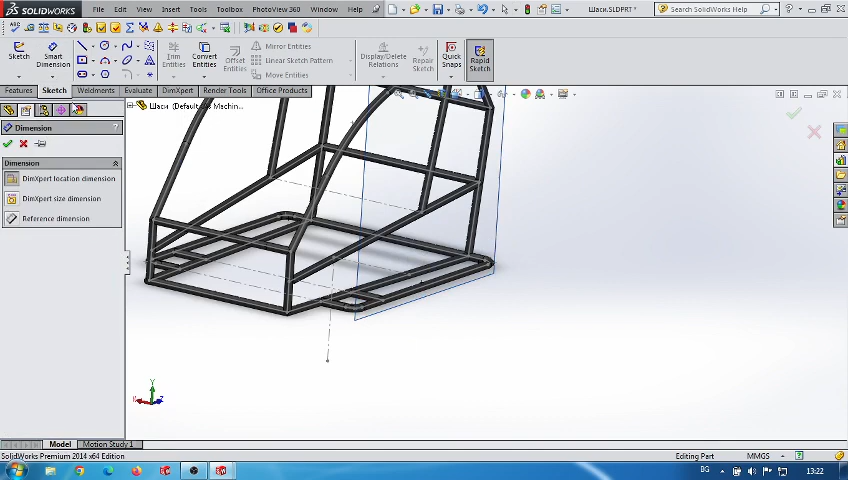 SOLIDWORKS File Edit View Insert Tools PhotoView 360 Window Help Шаси.SLDPRT * Search SolidWorks Help
Sketch Smart Dimension Trim Entities Convert Entities Offset Entities Mirror Entities Linear Sketch Pattern Move Entities Display/Delete Relations Repair Sketch Quick Snaps Rapid Sketch
Features Sketch Weldments Evaluate DimXpert Render Tools Office Products
Dimension
Dimension
DimXpert location dimension
DimXpert size dimension
Reference dimension
Y
X Z
Model Motion Study 1
SolidWorks Premium 2014 x64 Edition Editing Part MMGS
BG 13:22